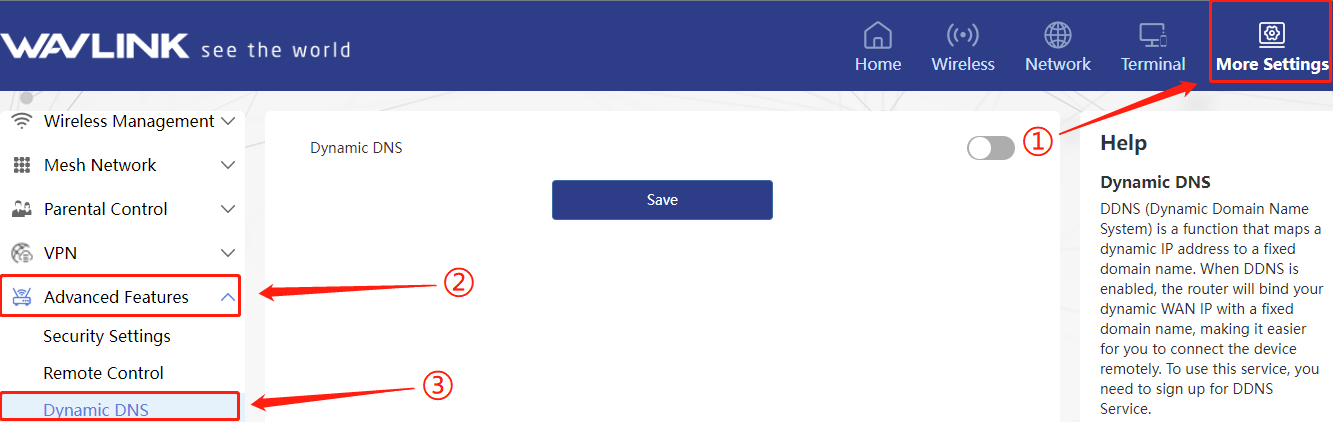 WAVLINK see the world
Home
Wireless
Network
Terminal
More Settings
Wireless Management
Mesh Network
Parental Control
VPN
Advanced Features
Security Settings
Remote Control
Dynamic DNS
Dynamic DNS
Save
①
②
③
Help
Dynamic DNS
DDNS (Dynamic Domain Name
System) is a function that maps a
dynamic IP address to a fixed
domain name. When DDNS is
enabled, the router will bind your
dynamic WAN IP with a fixed
domain name, making it easier
for you to connect the device
remotely. To use this service, you
need to sign up for DDNS
Service.